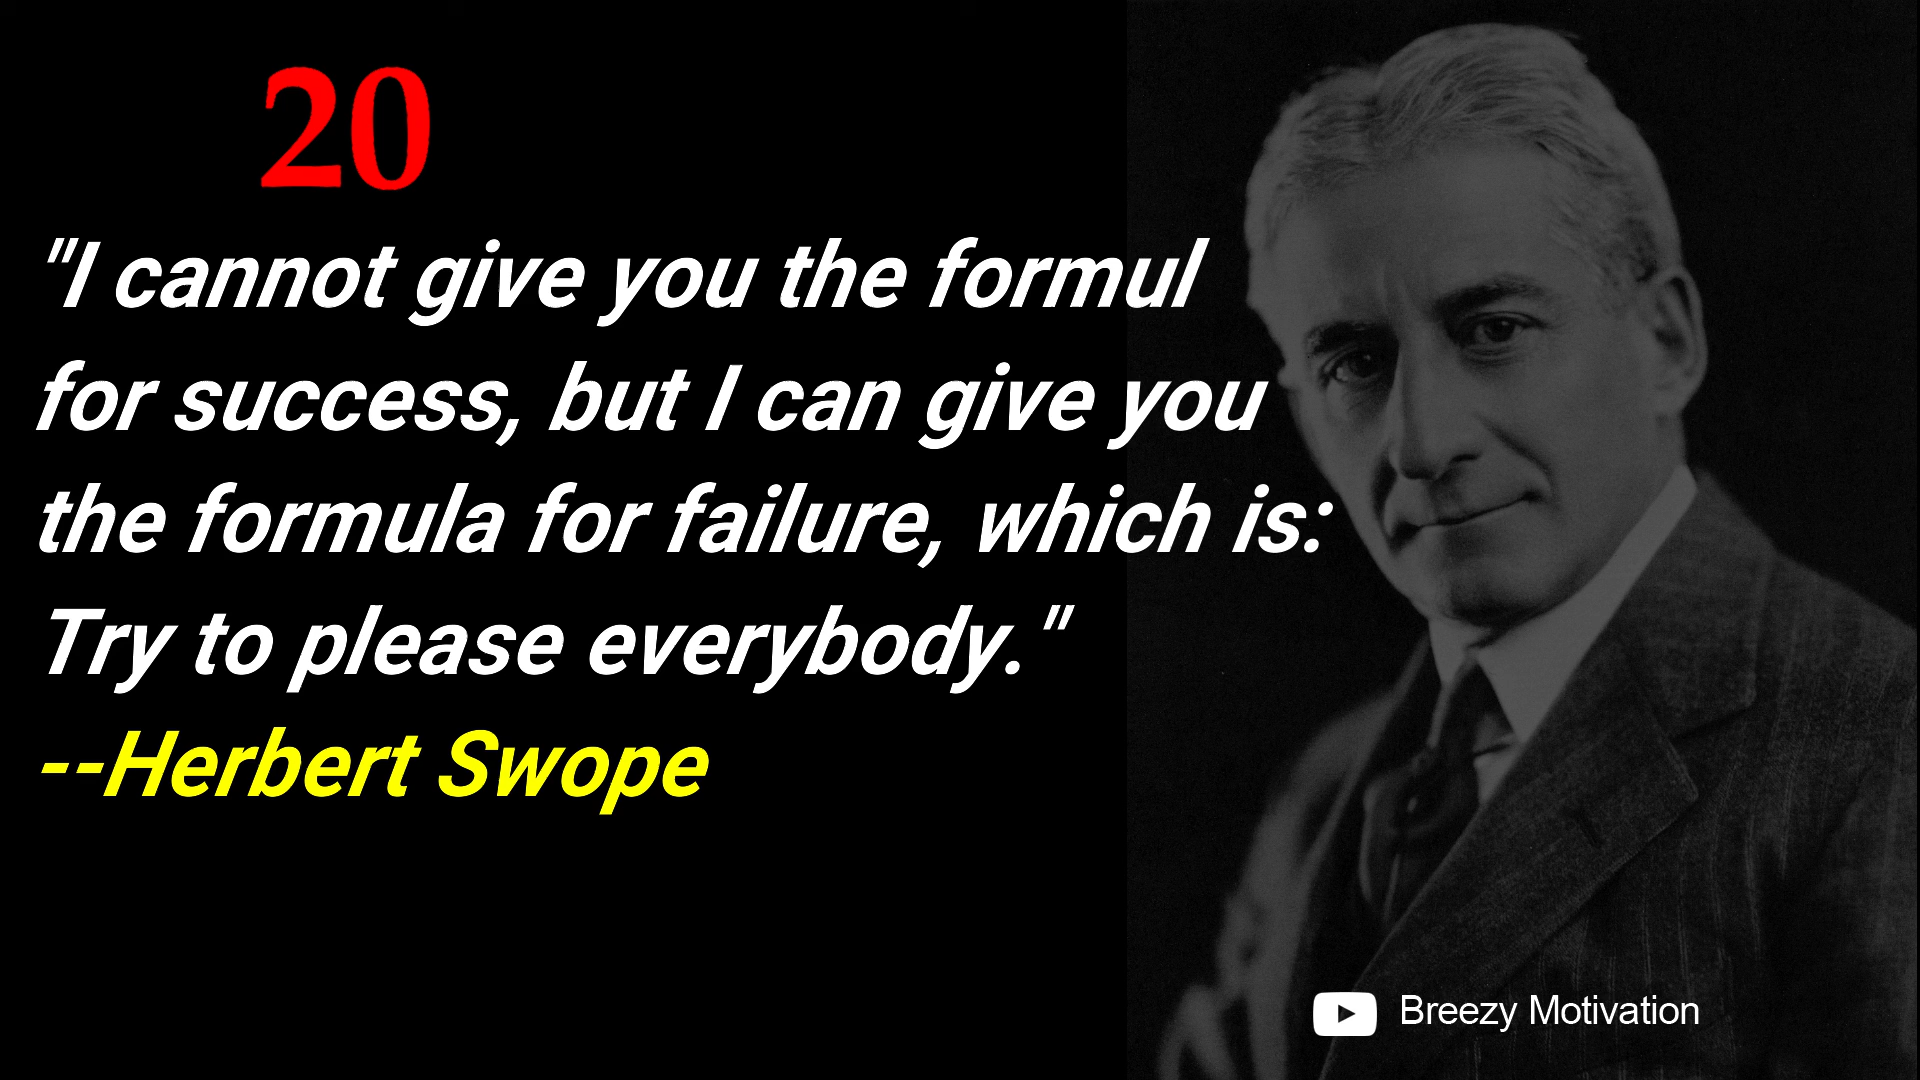 20
"I cannot give you the formul
for success, but I can give you
the formula for failure, which is:
Try to please everybody."
--Herbert Swope
Breezy Motivation